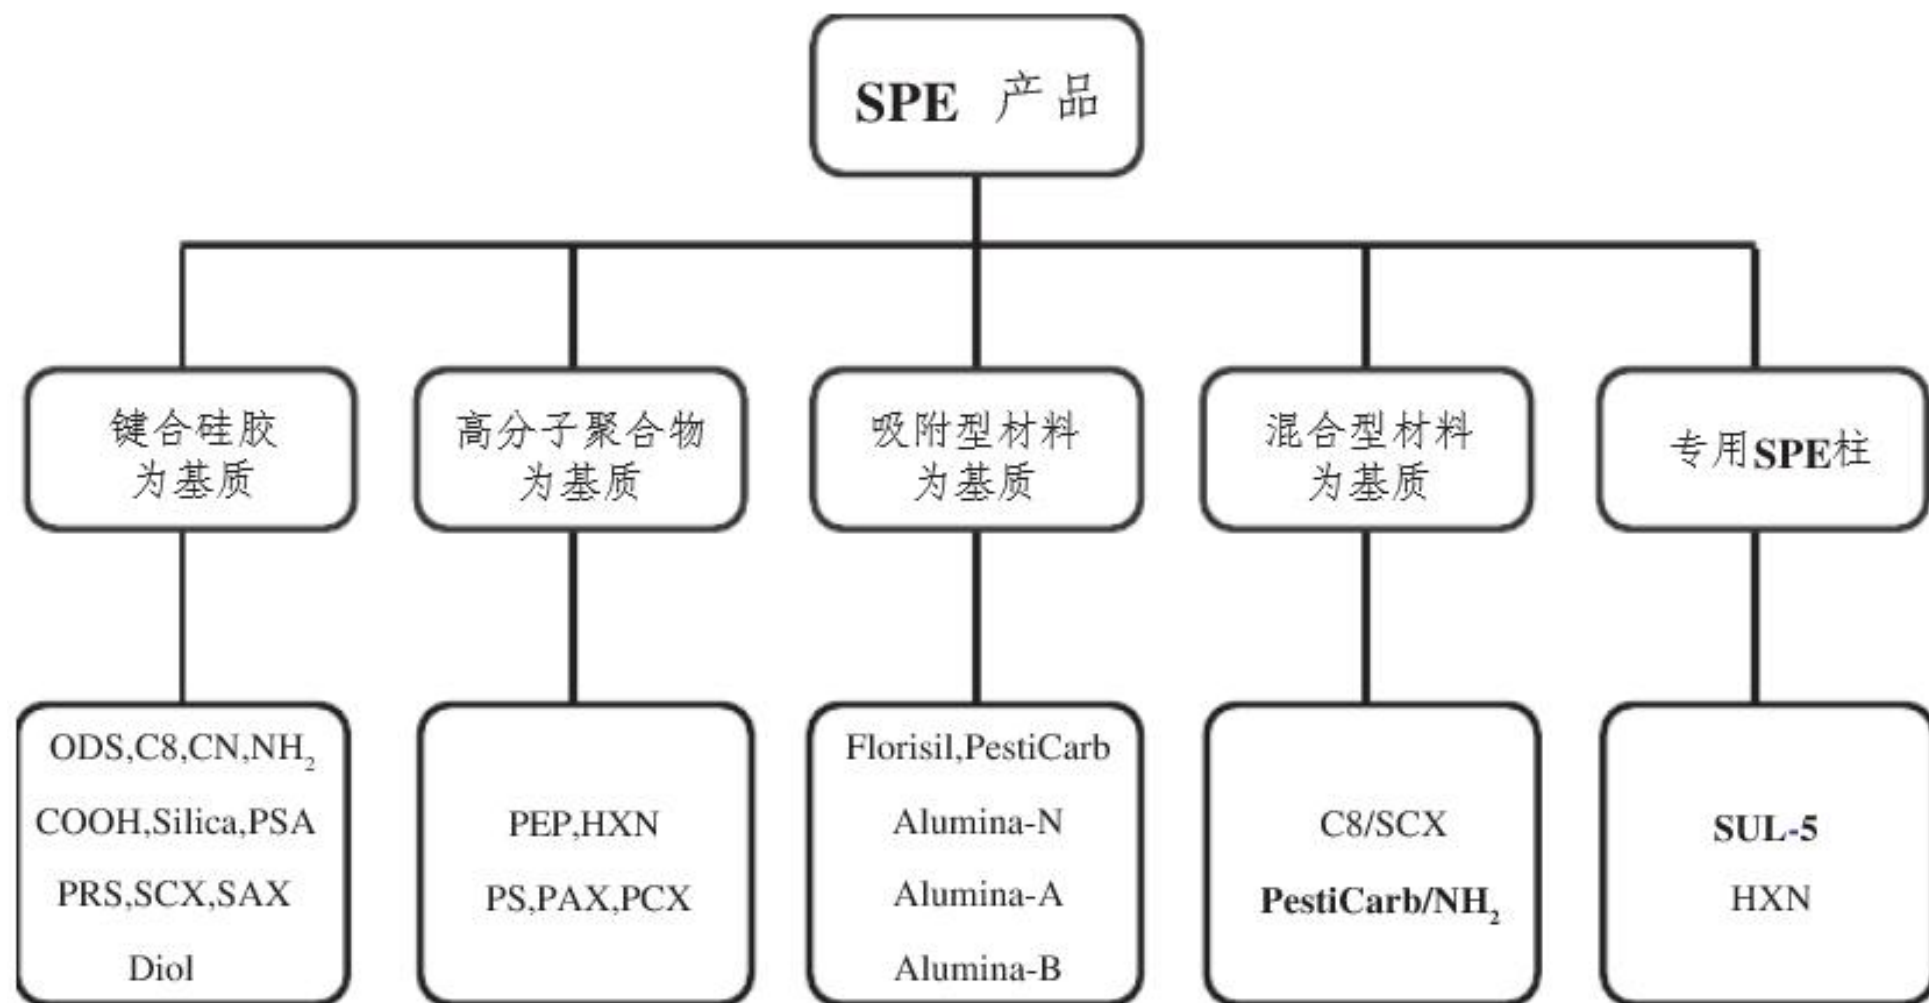 SPE 产品
键合硅胶
为基质
高分子聚合物
为基质
吸附型材料
为基质
混合型材料
为基质
专用SPE柱
ODS,C8,CN,NH₂
COOH,Silica,PSA
PRS,SCX,SAX
Diol
PEP,HXN
PS,PAX,PCX
Florisil,PestiCarb
Alumina-N
Alumina-A
Alumina-B
C8/SCX
PestiCarb/NH₂
SUL-5
HXN